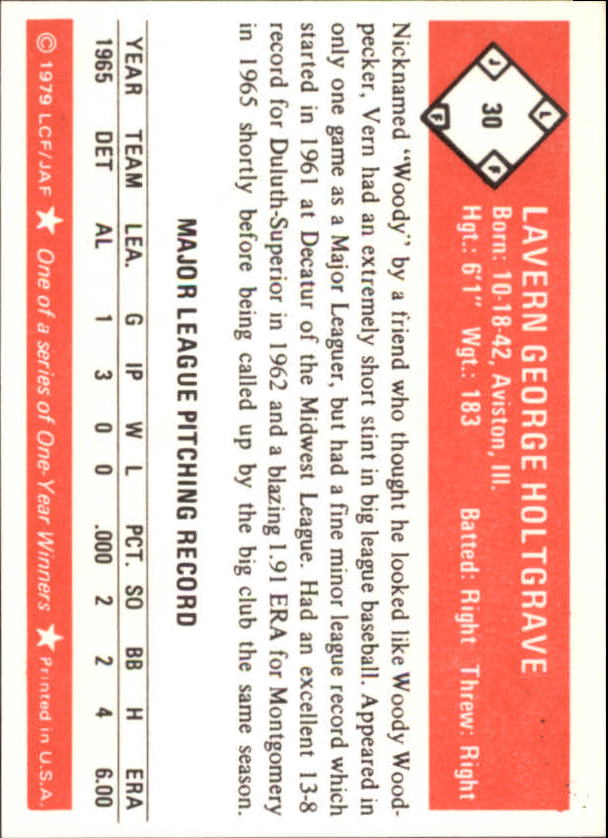 L
J
30
F
F
LAVERN GEORGE HOLTGRAVE
Born: 10-18-42, Aviston, Ill.
Hgt.: 6'1" Wgt.: 183 Batted: Right Threw: Right
Nicknamed "Woody" by a friend who thought he looked like Woody Wood-
pecker, Vern had an extremely short stint in big league baseball. Appeared in
only one game as a Major Leaguer, but had a fine minor league record which
started in 1961 at Decatur of the Midwest League. Had an excellent 13-8
record for Duluth-Superior in 1962 and a blazing 1.91 ERA for Montgomery
in 1965 shortly before being called up by the big club the same season.
MAJOR LEAGUE PITCHING RECORD
YEAR TEAM LEA. G IP W L PCT. SO BB H ERA
1965 DET AL 1 3 0 0 .000 2 2 4 6.00
© 1979 LCF/JAF ★ One of a series of One-Year Winners ★ Printed in U.S.A.